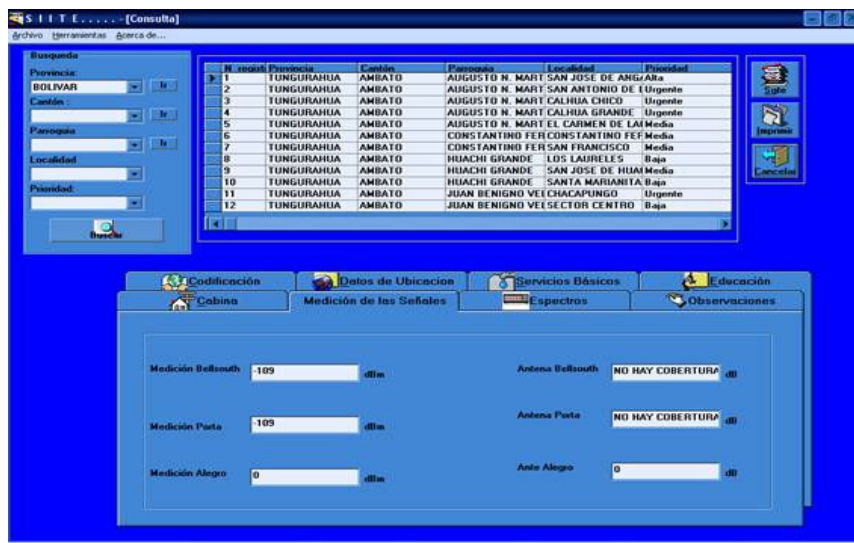 S I I T E . . . . . - [Consulta]
Archivo Herramientas Acerca de...
Busqueda
Provincia:
BOLIVAR
Ir
Cantón :
Ir
Parroquia
Ir
Localidad
Prioridad:
Buscar
N_regist Provincia Cantón Parroquia Localidad Prioridad
1 TUNGURAHUA AMBATO AUGUSTO N. MART SAN JOSE DE ANGA Alta
2 TUNGURAHUA AMBATO AUGUSTO N. MART SAN ANTONIO DE L Urgente
3 TUNGURAHUA AMBATO AUGUSTO N. MART CALHUA CHICO Urgente
4 TUNGURAHUA AMBATO AUGUSTO N. MART CALHUA GRANDE Urgente
5 TUNGURAHUA AMBATO AUGUSTO N. MART EL CARMEN DE LA Media
6 TUNGURAHUA AMBATO CONSTANTINO FER CONSTANTINO FER Media
7 TUNGURAHUA AMBATO CONSTANTINO FER SAN FRANCISCO Media
8 TUNGURAHUA AMBATO HUACHI GRANDE LOS LAURELES Baja
9 TUNGURAHUA AMBATO HUACHI GRANDE SAN JOSE DE HUA Media
10 TUNGURAHUA AMBATO HUACHI GRANDE SANTA MARIANITA Baja
11 TUNGURAHUA AMBATO JUAN BENIGNO VEL CHACAPUNGO Urgente
12 TUNGURAHUA AMBATO JUAN BENIGNO VEL SECTOR CENTRO Baja
Imprimir
Cancelar
Codificación Datos de Ubicacion Servicios Básicos Educación
Cabina Medición de las Señales Espectros Observaciones
Medición Bellsouth -109 dBm Antena Bellsouth NO HAY COBERTURA dB
Medición Porta -109 dBm Antena Porta NO HAY COBERTURA dB
Medición Alegro 0 dBm Ante Alegro 0 dB